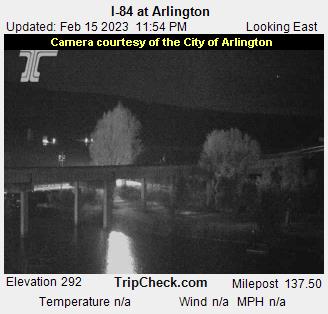 I-84 at Arlington
Updated: Feb 15 2023 11:54 PM Looking East
Camera courtesy of the City of Arlington
Elevation 292 TripCheck.com Milepost 137.50
Temperature n/a Wind n/a MPH n/a